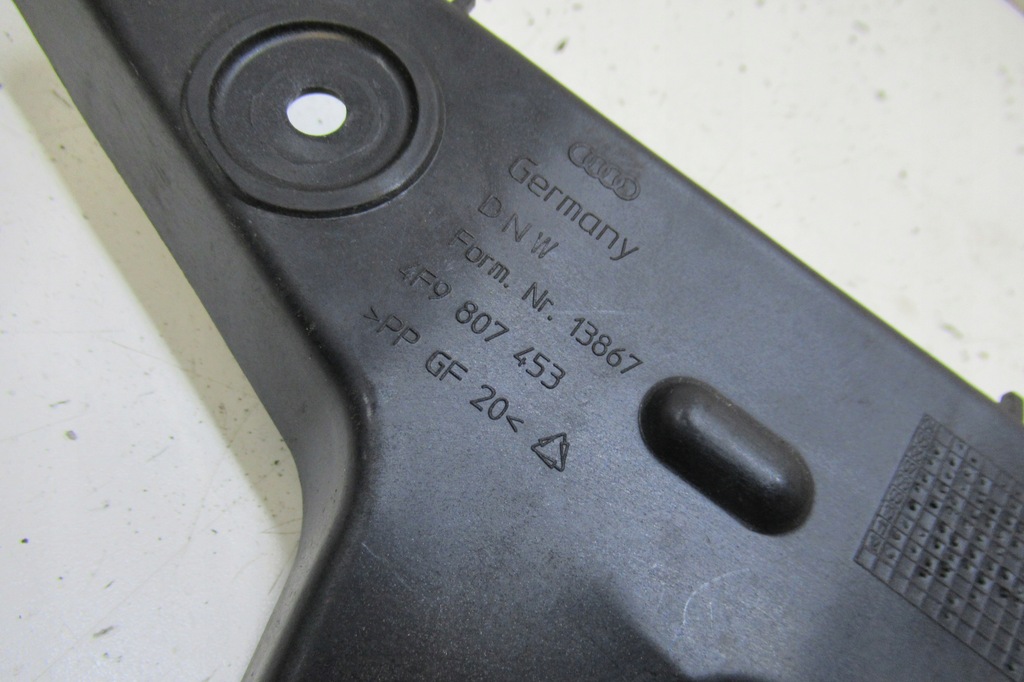 Germany
DNW
Form. Nr. 13867
4F9 807 453
>PP GF 20<